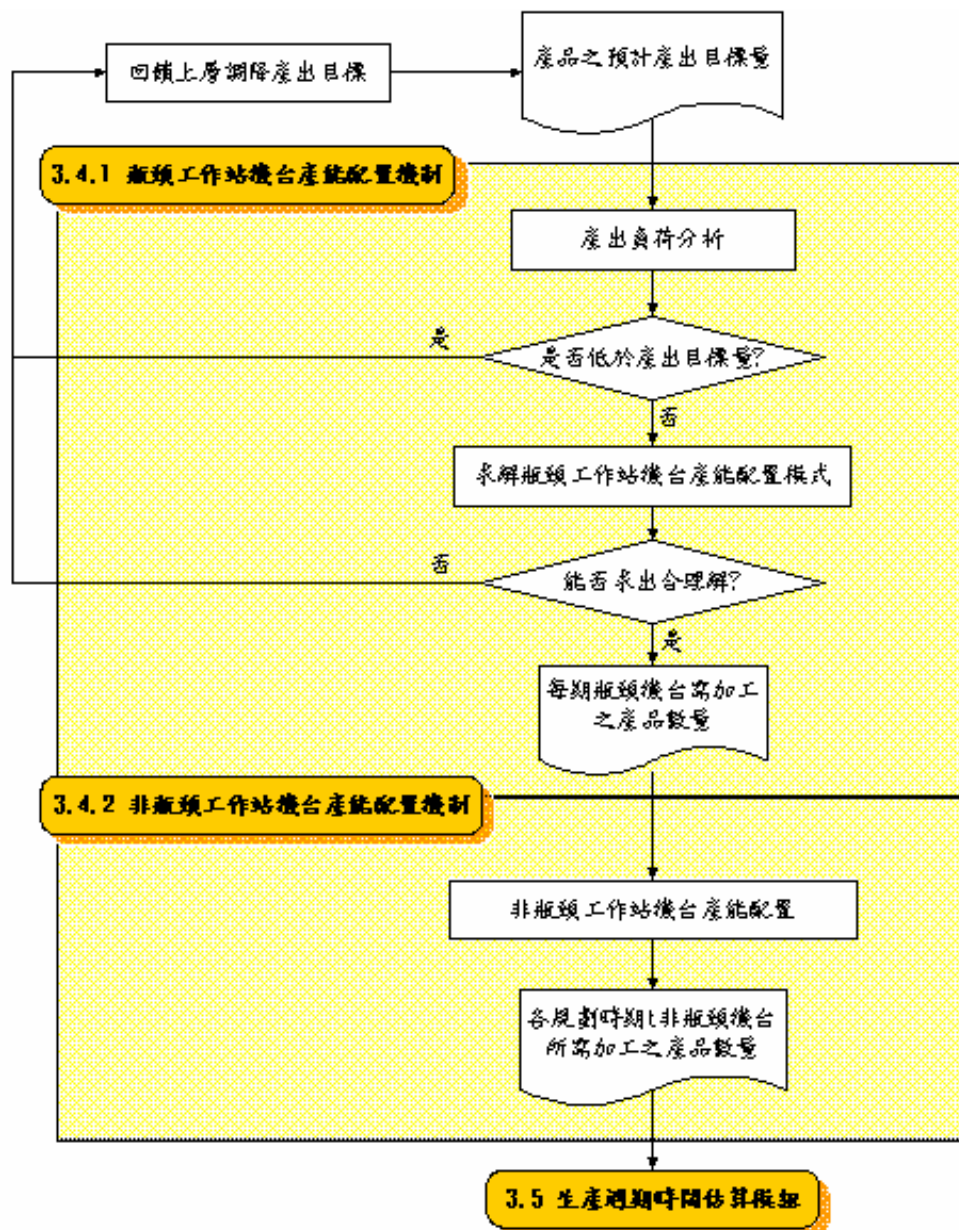 回饋上層調降產出目標
產品之預計產出目標量
3.4.1 瓶頸工作站機台產能配置機制
產出負荷分析
是
是否低於產出目標量?
否
求解瓶頸工作站機台產能配置模式
否
能否求出合理解?
是
每期瓶頸機台需加工
之產品數量
3.4.2 非瓶頸工作站機台產能配置機制
非瓶頸工作站機台產能配置
各規劃時期t非瓶頸機台
所需加工之產品數量
3.5 生產週期時間估算模組